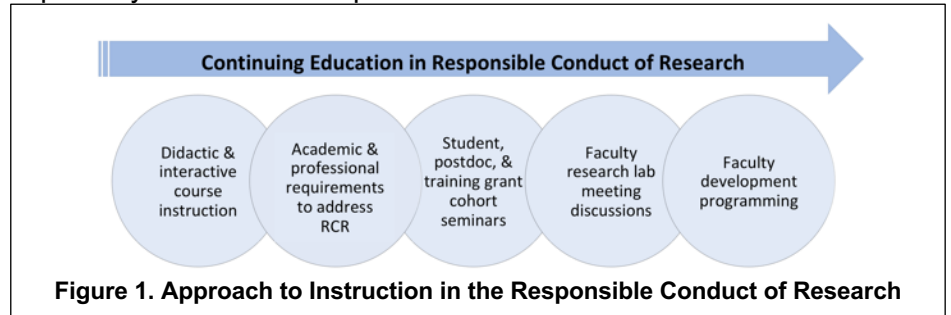 Continuing Education in Responsible Conduct of Research
Didactic &
interactive
course
instruction
Academic &
professional
requirements
to address
RCR
Student,
postdoc, &
training grant
cohort
seminars
Faculty
research lab
meeting
discussions
Faculty
development
programming
Figure 1. Approach to Instruction in the Responsible Conduct of Research